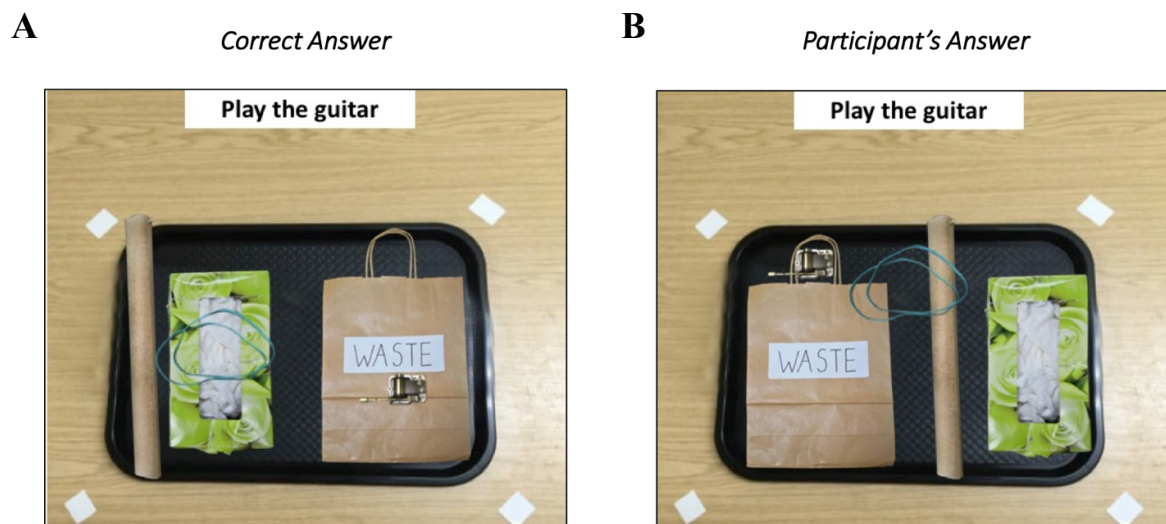 A
Correct Answer
Play the guitar
WASTE
B
Participant's Answer
Play the guitar
WASTE